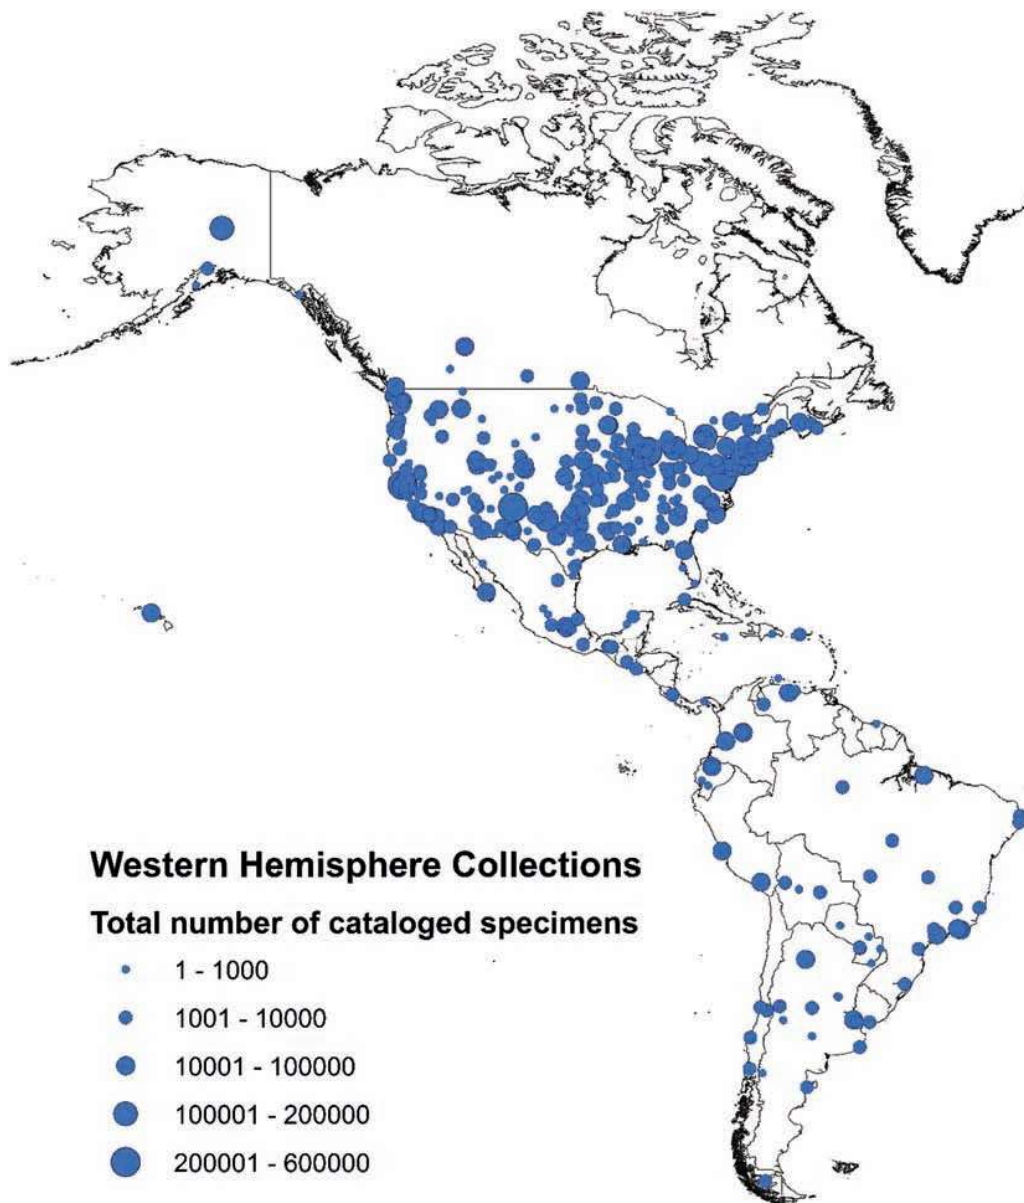 Western Hemisphere Collections
Total number of cataloged specimens
1 - 1000
1001 - 10000
10001 - 100000
100001 - 200000
200001 - 600000